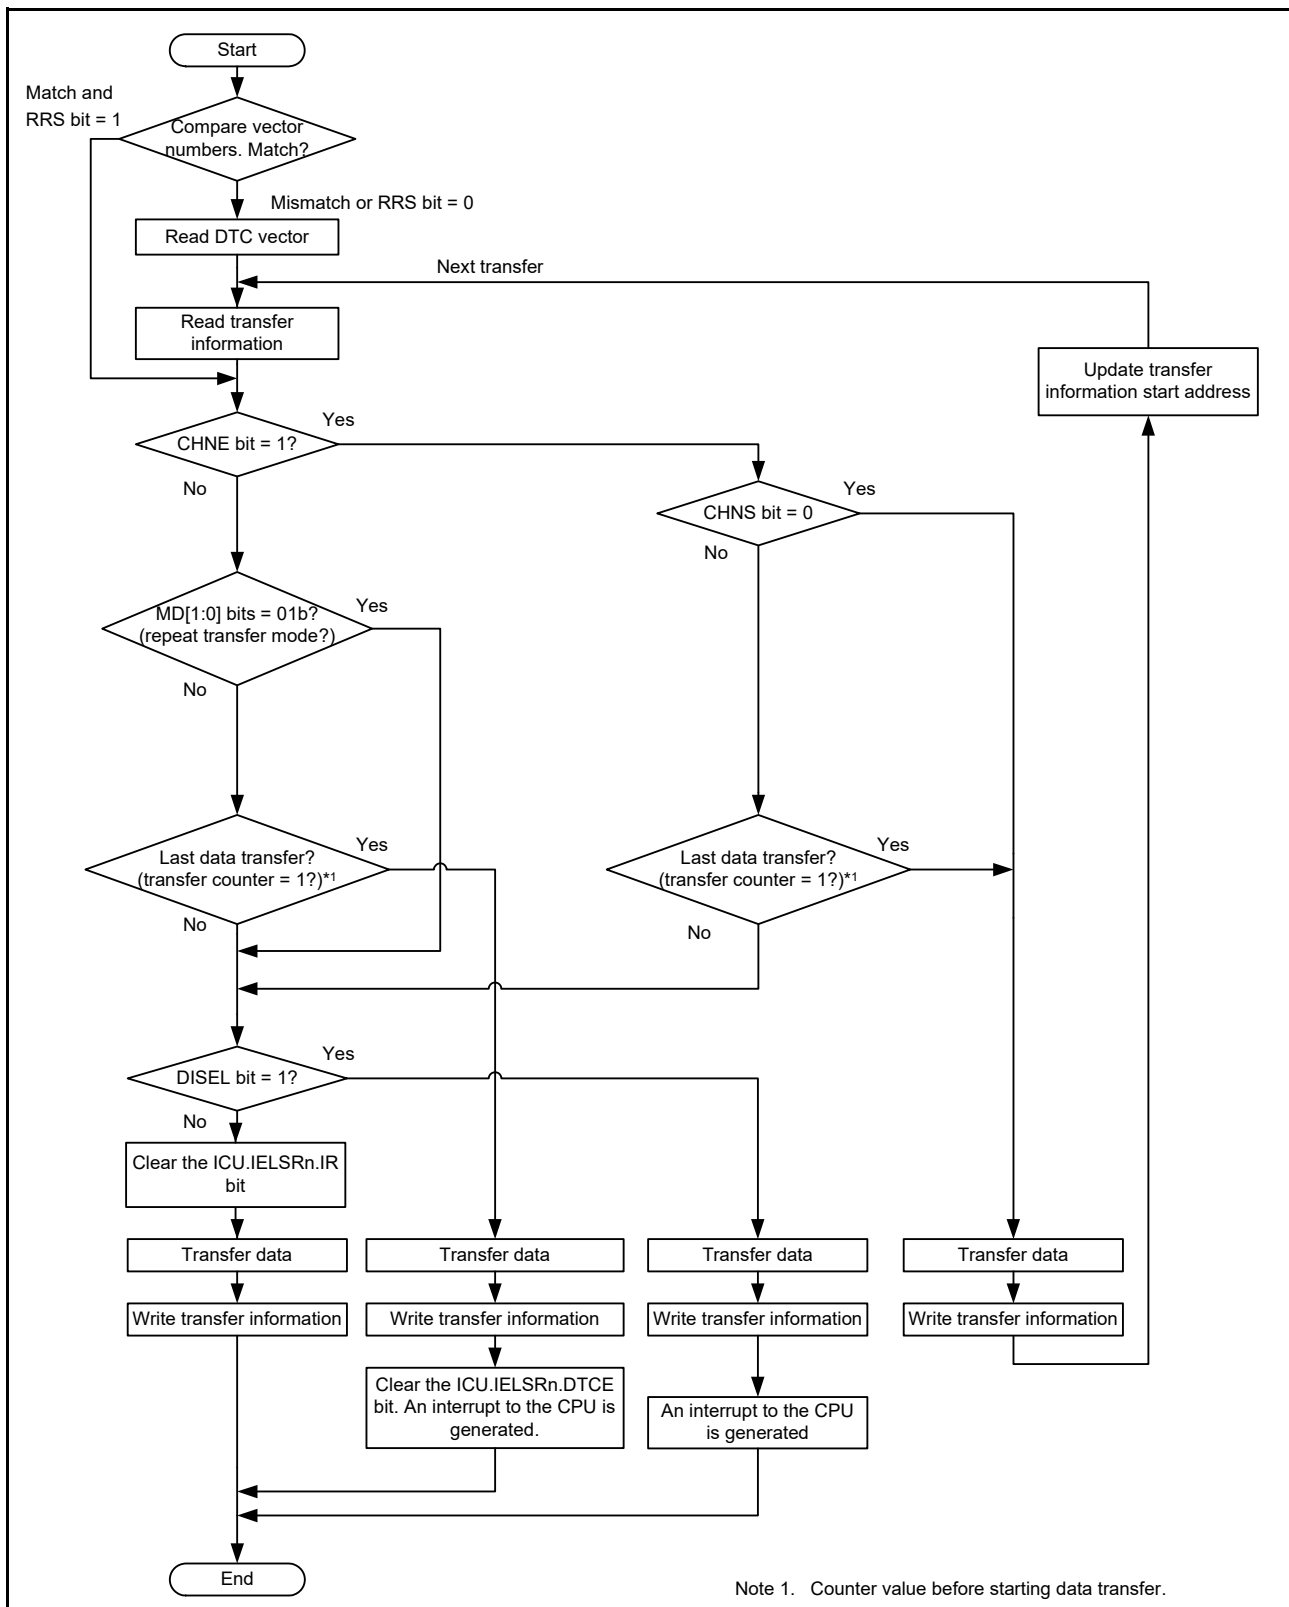 Start
Match and
RRS bit = 1
Compare vector
numbers. Match?
Mismatch or RRS bit = 0
Read DTC vector
Next transfer
Read transfer
information
Update transfer
information start address
Yes
CHNE bit = 1?
No
Yes
CHNS bit = 0
No
MD[1:0] bits = 01b?
(repeat transfer mode?)
Yes
No
Last data transfer?
(transfer counter = 1?)*1
Yes
No
Last data transfer?
(transfer counter = 1?)*1
Yes
No
DISEL bit = 1?
Yes
No
Clear the ICU.IELSRn.IR
bit
Transfer data
Transfer data
Transfer data
Transfer data
Write transfer information
Write transfer information
Write transfer information
Write transfer information
Clear the ICU.IELSRn.DTCE
bit. An interrupt to the CPU is
generated.
An interrupt to the CPU
is generated
End
Note 1. Counter value before starting data transfer.